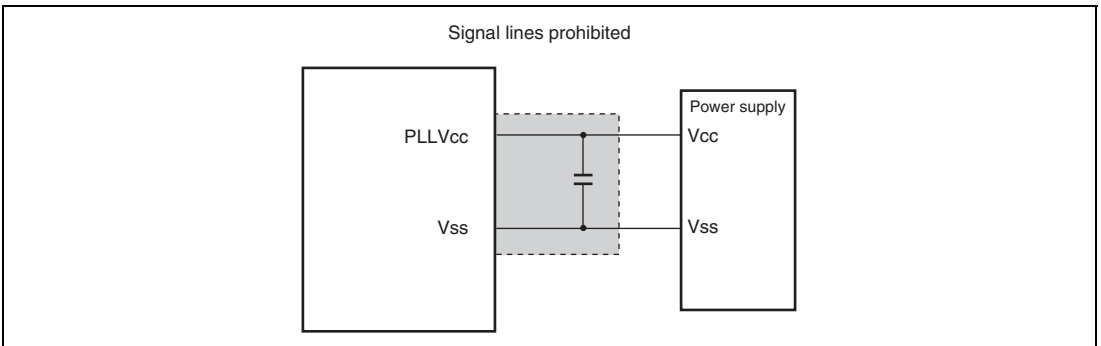 Signal lines prohibited
Power supply
PLLVcc
Vcc
Vss
Vss